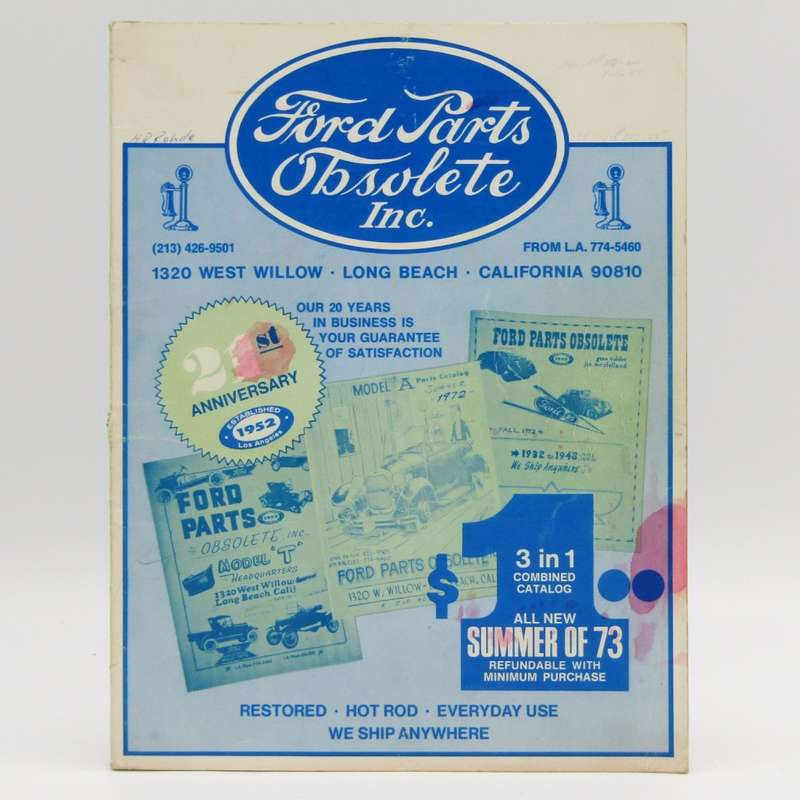 Ford Parts
Obsolete
Inc.
(213) 426-9501
FROM L.A. 774-5460
1320 WEST WILLOW · LONG BEACH · CALIFORNIA 90810
OUR 20 YEARS
IN BUSINESS IS
YOUR GUARANTEE
OF SATISFACTION
21st
ANNIVERSARY
ESTABLISHED
1952
Los Angeles
FORD PARTS OBSOLETE
FALL 1972
1932 to 1948
We Ship Anywhere
MODEL "A" Parts Catalog
1972
FORD PARTS OBSOLETE
1320 W. WILLOW
FORD
PARTS
OBSOLETE INC.
MODEL "T"
HEADQUARTERS
1320 West Willow
Long Beach Calif
$1
3 in 1
COMBINED
CATALOG
ALL NEW
SUMMER OF 73
REFUNDABLE WITH
MINIMUM PURCHASE
RESTORED · HOT ROD · EVERYDAY USE
WE SHIP ANYWHERE